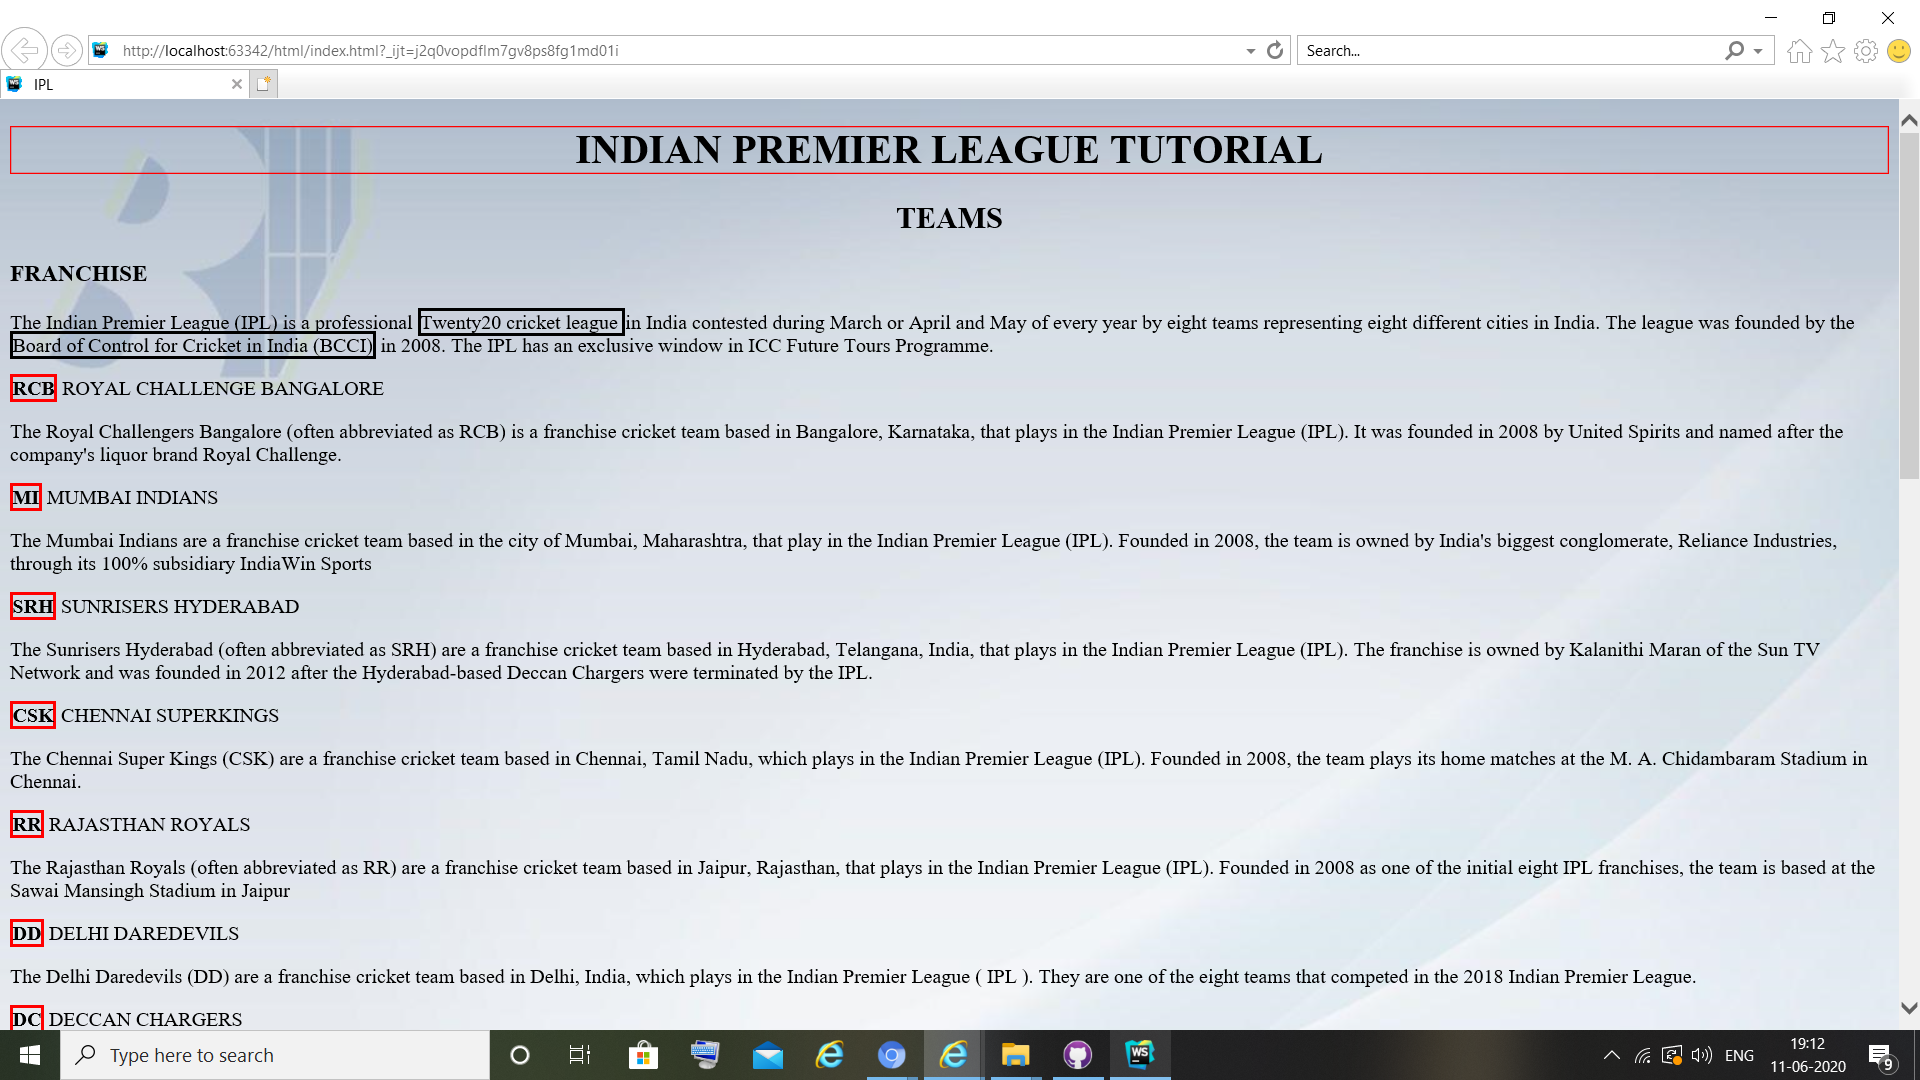 http://localhost:63342/html/index.html?_ijt=j2q0vopdflm7gv8ps8fg1md01i
Search...
IPL
INDIAN PREMIER LEAGUE TUTORIAL
TEAMS
FRANCHISE
The Indian Premier League (IPL) is a professional Twenty20 cricket league in India contested during March or April and May of every year by eight teams representing eight different cities in India. The league was founded by the
Board of Control for Cricket in India (BCCI) in 2008. The IPL has an exclusive window in ICC Future Tours Programme.
RCB ROYAL CHALLENGE BANGALORE
The Royal Challengers Bangalore (often abbreviated as RCB) is a franchise cricket team based in Bangalore, Karnataka, that plays in the Indian Premier League (IPL). It was founded in 2008 by United Spirits and named after the
company's liquor brand Royal Challenge.
MI MUMBAI INDIANS
The Mumbai Indians are a franchise cricket team based in the city of Mumbai, Maharashtra, that play in the Indian Premier League (IPL). Founded in 2008, the team is owned by India's biggest conglomerate, Reliance Industries,
through its 100% subsidiary IndiaWin Sports
SRH SUNRISERS HYDERABAD
The Sunrisers Hyderabad (often abbreviated as SRH) are a franchise cricket team based in Hyderabad, Telangana, India, that plays in the Indian Premier League (IPL). The franchise is owned by Kalanithi Maran of the Sun TV
Network and was founded in 2012 after the Hyderabad-based Deccan Chargers were terminated by the IPL.
CSK CHENNAI SUPERKINGS
The Chennai Super Kings (CSK) are a franchise cricket team based in Chennai, Tamil Nadu, which plays in the Indian Premier League (IPL). Founded in 2008, the team plays its home matches at the M. A. Chidambaram Stadium in
Chennai.
RR RAJASTHAN ROYALS
The Rajasthan Royals (often abbreviated as RR) are a franchise cricket team based in Jaipur, Rajasthan, that plays in the Indian Premier League (IPL). Founded in 2008 as one of the initial eight IPL franchises, the team is based at the
Sawai Mansingh Stadium in Jaipur
DD DELHI DAREDEVILS
The Delhi Daredevils (DD) are a franchise cricket team based in Delhi, India, which plays in the Indian Premier League ( IPL ). They are one of the eight teams that competed in the 2018 Indian Premier League.
DC DECCAN CHARGERS
Type here to search
WS
ENG
19:12
11-06-2020
9